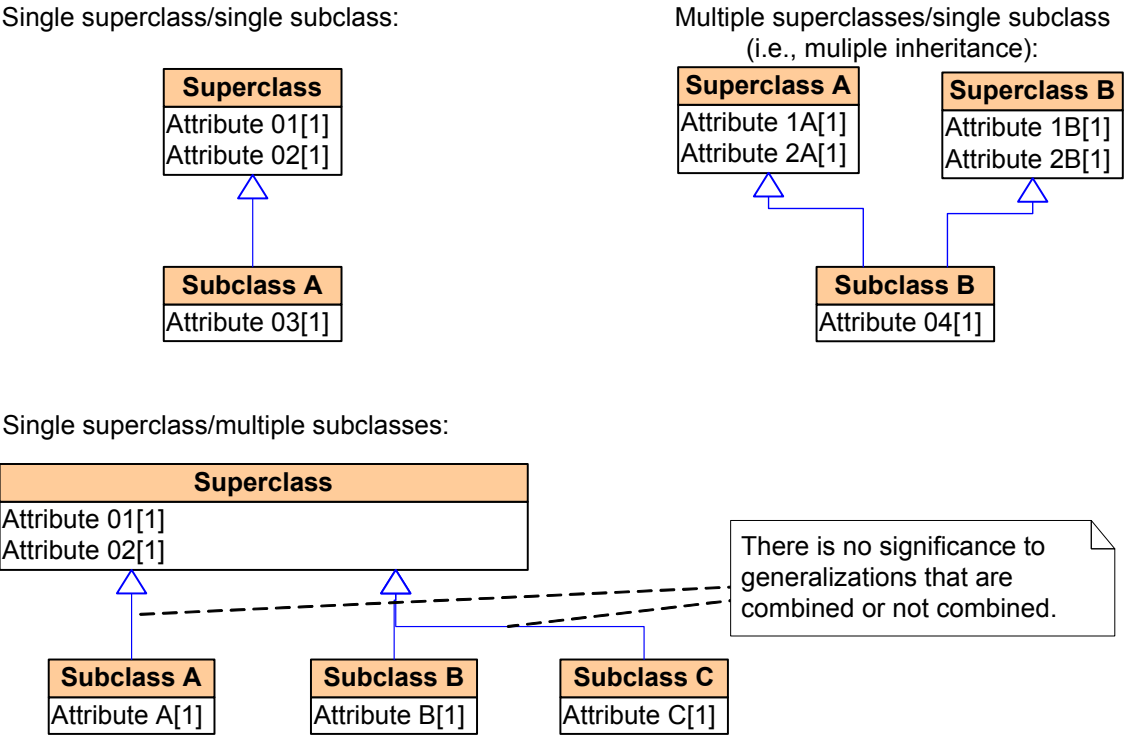 Single superclass/single subclass:
Superclass
Attribute 01[1]
Attribute 02[1]
Subclass A
Attribute 03[1]
Multiple superclasses/single subclass
(i.e., muliple inheritance):
Superclass A
Attribute 1A[1]
Attribute 2A[1]
Superclass B
Attribute 1B[1]
Attribute 2B[1]
Subclass B
Attribute 04[1]
Single superclass/multiple subclasses:
Superclass
Attribute 01[1]
Attribute 02[1]
There is no significance to
generalizations that are
combined or not combined.
Subclass A
Attribute A[1]
Subclass B
Attribute B[1]
Subclass C
Attribute C[1]